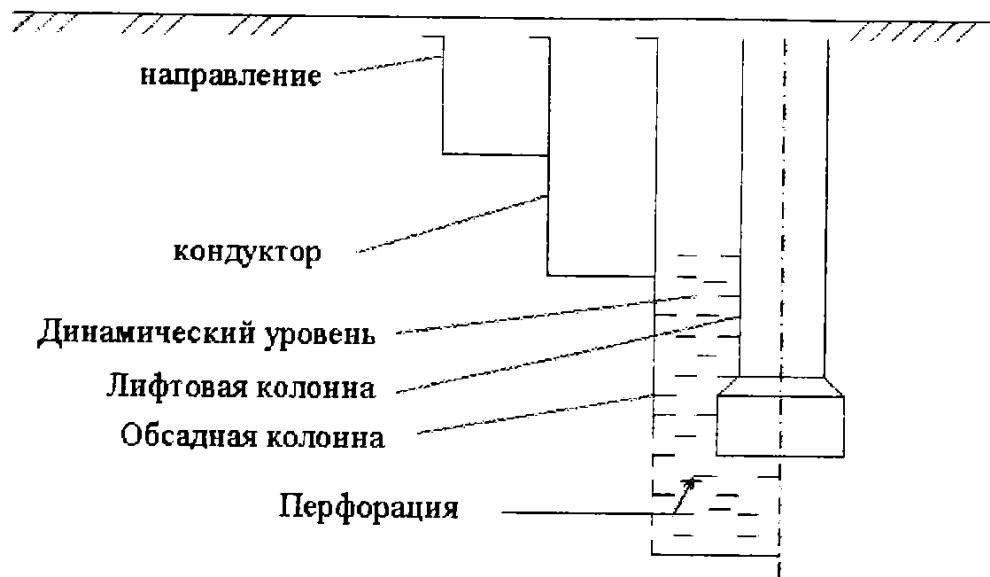 направление
кондуктор
Динамический уровень
Лифтовая колонна
Обсадная колонна
Перфорация